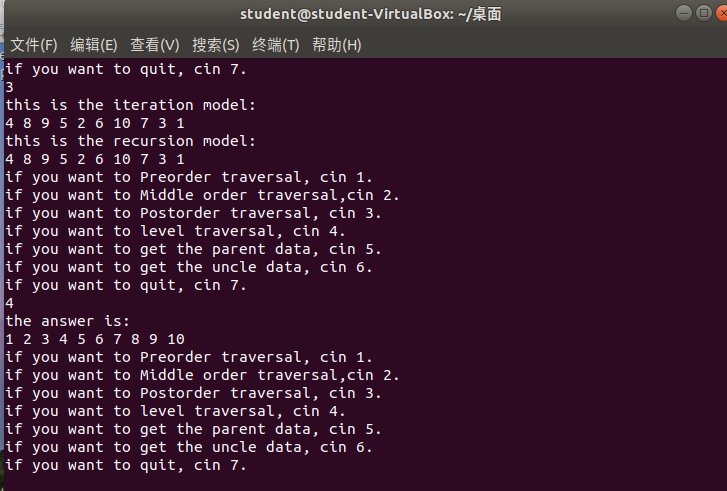 student@student-VirtualBox: ~/桌面
文件(F) 编辑(E) 查看(V) 搜索(S) 终端(T) 帮助(H)
if you want to quit, cin 7.
3
this is the iteration model:
4 8 9 5 2 6 10 7 3 1
this is the recursion model:
4 8 9 5 2 6 10 7 3 1
if you want to Preorder traversal, cin 1.
if you want to Middle order traversal,cin 2.
if you want to Postorder traversal, cin 3.
if you want to level traversal, cin 4.
if you want to get the parent data, cin 5.
if you want to get the uncle data, cin 6.
if you want to quit, cin 7.
4
the answer is:
1 2 3 4 5 6 7 8 9 10
if you want to Preorder traversal, cin 1.
if you want to Middle order traversal,cin 2.
if you want to Postorder traversal, cin 3.
if you want to level traversal, cin 4.
if you want to get the parent data, cin 5.
if you want to get the uncle data, cin 6.
if you want to quit, cin 7.